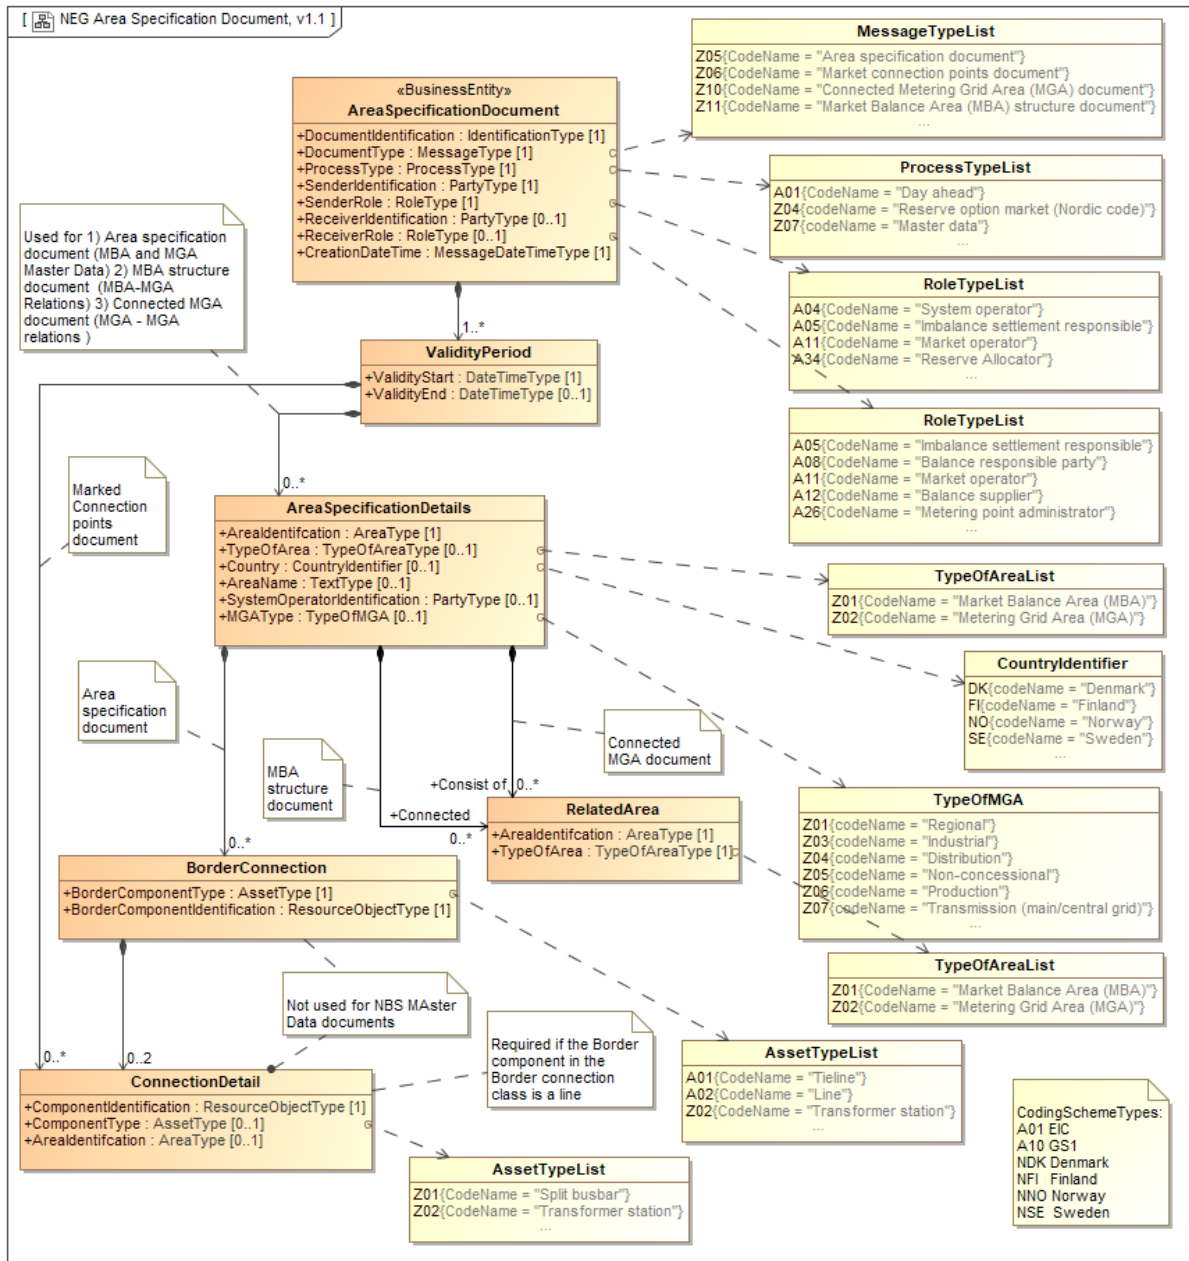 [ NEG Area Specification Document, v1.1 ]
MessageTypeList
Z05{CodeName = "Area specification document"}
Z06{CodeName = "Market connection points document"}
Z10{CodeName = "Connected Metering Grid Area (MGA) document"}
Z11{CodeName = "Market Balance Area (MBA) structure document"}
...
«BusinessEntity»
AreaSpecificationDocument
+DocumentIdentification : IdentificationType [1]
+DocumentType : MessageType [1]
+ProcessType : ProcessType [1]
+SenderIdentification : PartyType [1]
+SenderRole : RoleType [1]
+ReceiverIdentification : PartyType [0..1]
+ReceiverRole : RoleType [0..1]
+CreationDateTime : MessageDateTimeType [1]
ProcessTypeList
A01{CodeName = "Day ahead"}
Z04{codeName = "Reserve option market (Nordic code)"}
Z07{codeName = "Master data"}
...
Used for 1) Area specification
document (MBA and MGA
Master Data) 2) MBA structure
document (MBA-MGA
Relations) 3) Connected MGA
document (MGA - MGA
relations )
RoleTypeList
A04{CodeName = "System operator"}
A05{CodeName = "Imbalance settlement responsible"}
A11{CodeName = "Market operator"}
A34{CodeName = "Reserve Allocator"}
...
1..*
ValidityPeriod
+ValidityStart : DateTimeType [1]
+ValidityEnd : DateTimeType [0..1]
RoleTypeList
A05{CodeName = "Imbalance settlement responsible"}
A08{CodeName = "Balance responsible party"}
A11{CodeName = "Market operator"}
A12{CodeName = "Balance supplier"}
A26{CodeName = "Metering point administrator"}
...
Marked
Connection
points
document
0..*
AreaSpecificationDetails
+AreaIdentifcation : AreaType [1]
+TypeOfArea : TypeOfAreaType [0..1]
+Country : CountryIdentifier [0..1]
+AreaName : TextType [0..1]
+SystemOperatorIdentification : PartyType [0..1]
+MGAType : TypeOfMGA [0..1]
TypeOfAreaList
Z01{CodeName = "Market Balance Area (MBA)"}
Z02{CodeName = "Metering Grid Area (MGA)"}
CountryIdentifier
DK{codeName = "Denmark"}
FI{codeName = "Finland"}
NO{codeName = "Norway"}
SE{codeName = "Sweden"}
...
Area
specification
document
Connected
MGA document
MBA
structure
document
+Consist of 0..*
+Connected
0..*
RelatedArea
+AreaIdentifcation : AreaType [1]
+TypeOfArea : TypeOfAreaType [1]
TypeOfMGA
Z01{codeName = "Regional"}
Z03{codeName = "Industrial"}
Z04{codeName = "Distribution"}
Z05{codeName = "Non-concessional"}
Z06{codeName = "Production"}
Z07{codeName = "Transmission (main/central grid)"}
...
0..*
BorderConnection
+BorderComponentType : AssetType [1]
+BorderComponentIdentification : ResourceObjectType [1]
TypeOfAreaList
Z01{CodeName = "Market Balance Area (MBA)"}
Z02{CodeName = "Metering Grid Area (MGA)"}
Not used for NBS MAster
Data documents
Required if the Border
component in the
Border connection
class is a line
0..*
0..2
ConnectionDetail
+ComponentIdentification : ResourceObjectType [1]
+ComponentType : AssetType [0..1]
+AreaIdentifcation : AreaType [0..1]
AssetTypeList
A01{CodeName = "Tieline"}
A02{CodeName = "Line"}
Z02{CodeName = "Transformer station"}
...
AssetTypeList
Z01{CodeName = "Split busbar"}
Z02{CodeName = "Transformer station"}
...
CodingSchemeTypes:
A01 EIC
A10 GS1
NDK Denmark
NFI Finland
NNO Norway
NSE Sweden